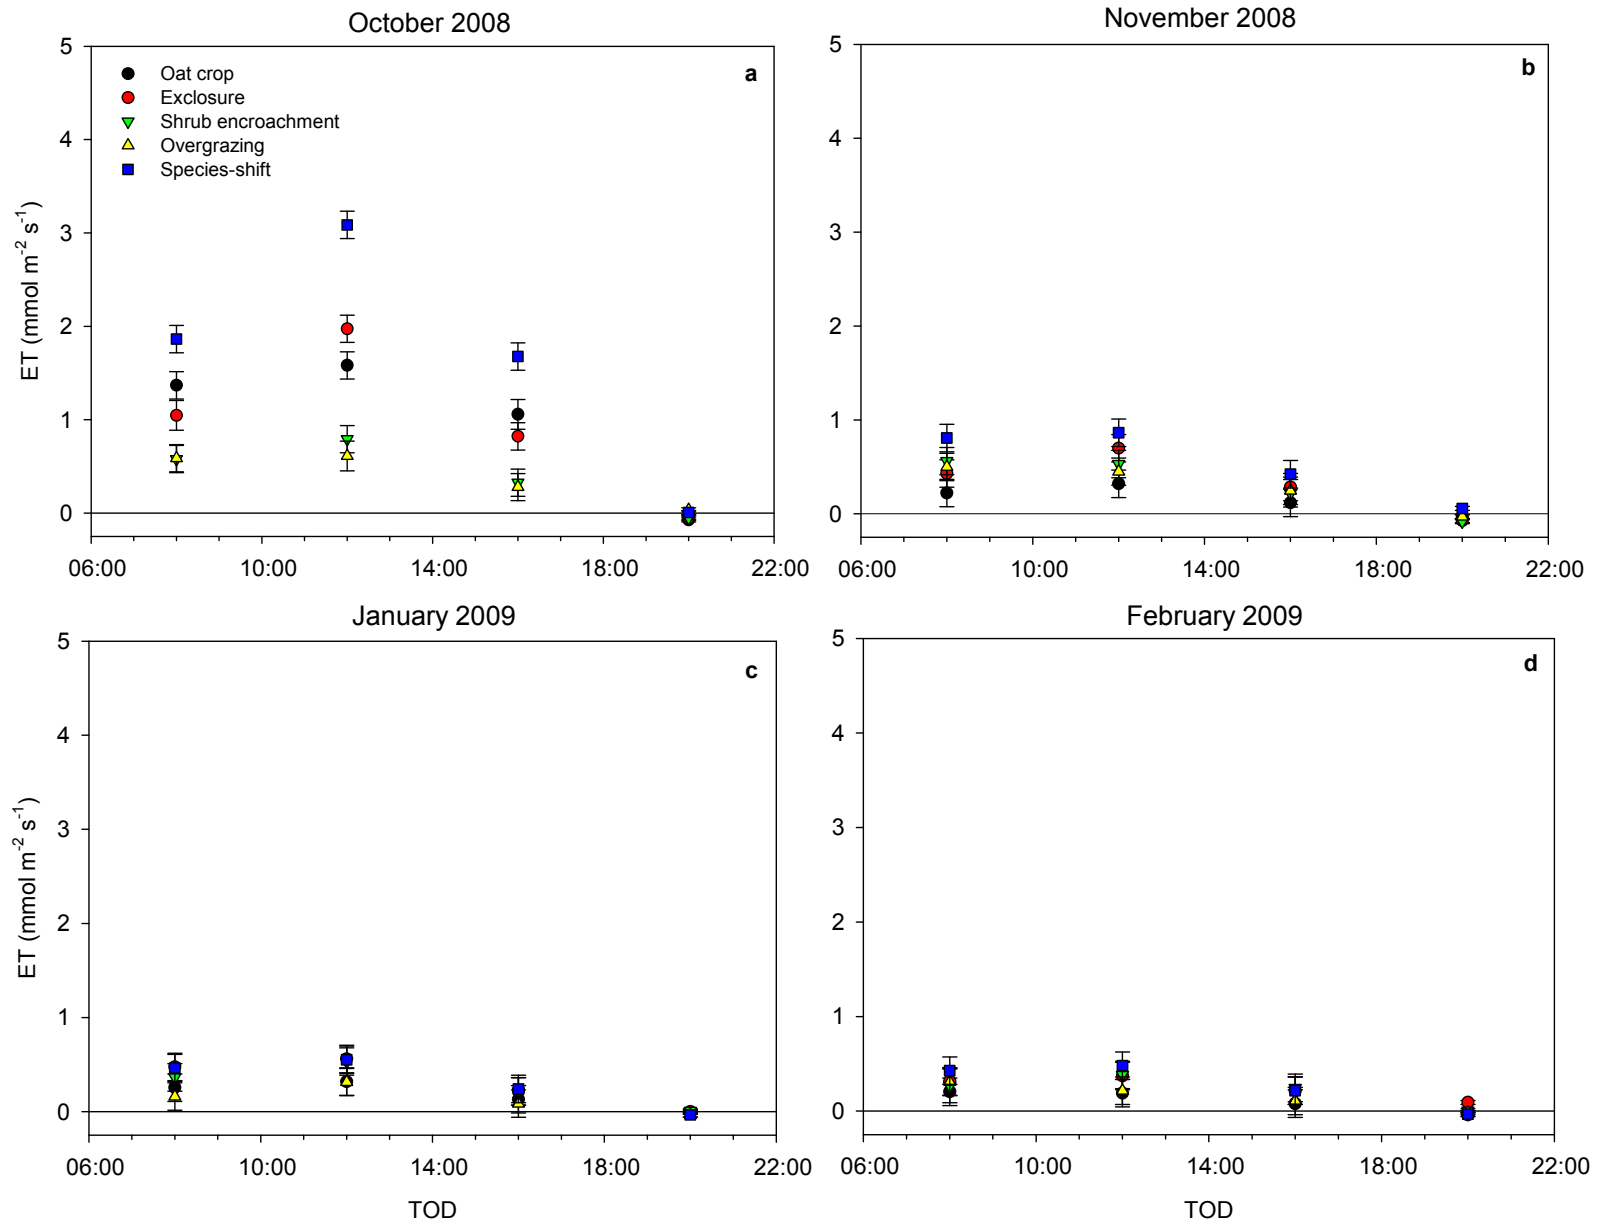 October 2008
a
Oat crop
Exclosure
Shrub encroachment
Overgrazing
Species-shift
ET (mmol m⁻² s⁻¹)
5
4
3
2
1
0
06:00 10:00 14:00 18:00 22:00
November 2008
b
5
4
3
2
1
0
06:00 10:00 14:00 18:00 22:00
January 2009
c
ET (mmol m⁻² s⁻¹)
5
4
3
2
1
0
06:00 10:00 14:00 18:00 22:00
TOD
February 2009
d
5
4
3
2
1
0
06:00 10:00 14:00 18:00 22:00
TOD